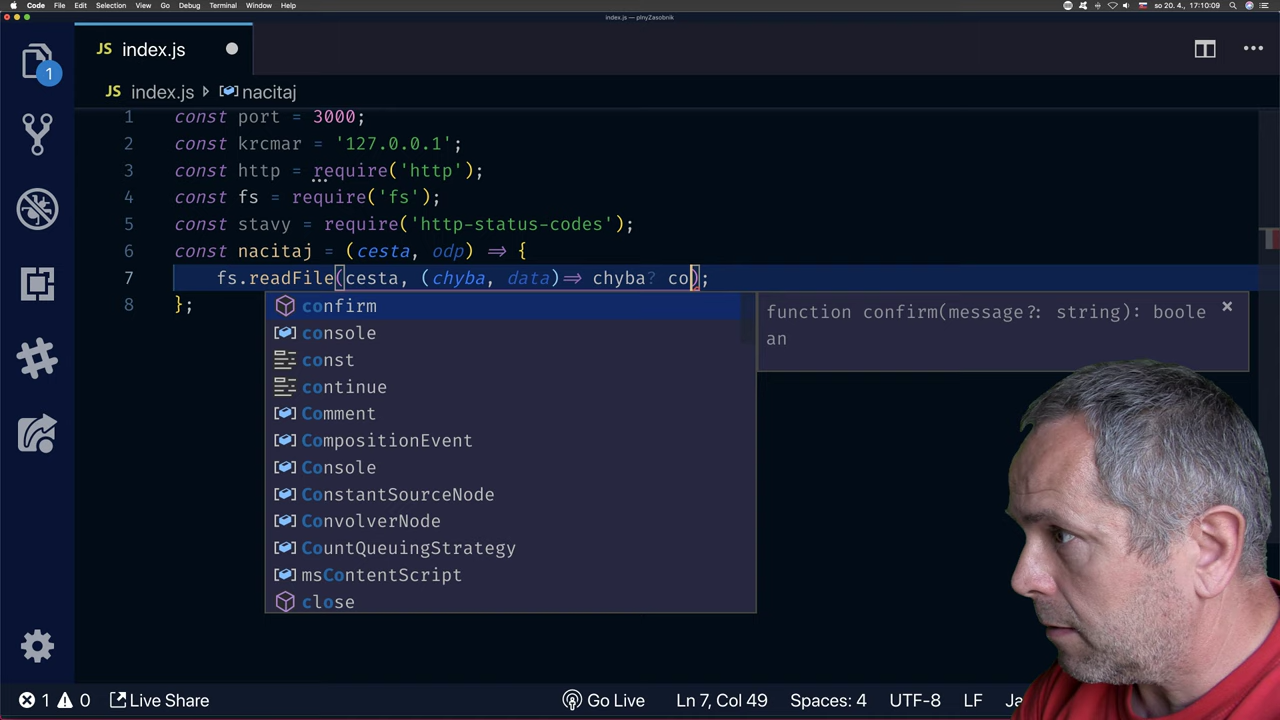 Code File Edit Selection View Go Debug Terminal Window Help so 20. 4., 17:10:09
index.js — plnyZasobnik
JS index.js
1
JS index.js nacitaj
1 const port = 3000;
2 const krcmar = '127.0.0.1';
3 const http = require('http');
4 const fs = require('fs');
5 const stavy = require('http-status-codes');
6 const nacitaj = (cesta, odp) => {
7 fs.readFile(cesta, (chyba, data)=> chyba? co);
8 };
confirm
console
const
continue
Comment
CompositionEvent
Console
ConstantSourceNode
ConvolverNode
CountQueuingStrategy
msContentScript
close
function confirm(message?: string): boole
an
1 0 Live Share Go Live Ln 7, Col 49 Spaces: 4 UTF-8 LF